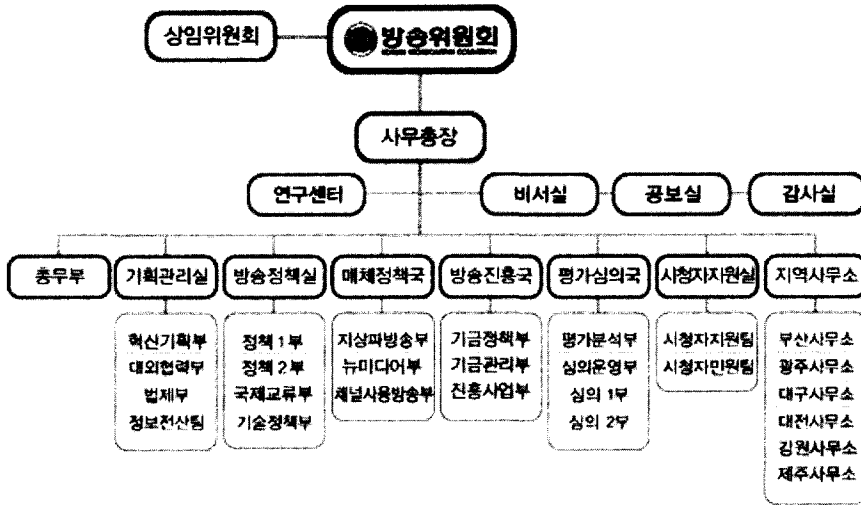 상임위원회
방송위원회
KOREAN BROADCASTING COMMISSION
사무총장
연구센터
비서실
공보실
감사실
총무부
기획관리실
방송정책실
매체정책국
방송진흥국
평가심의국
시청자지원실
지역사무소
혁신기획부
대외협력부
법제부
정보전산팀
정책 1부
정책 2부
국제교류부
기술정책부
지상파방송부
뉴미디어부
채널사용방송부
기금정책부
기금관리부
진흥사업부
평가분석부
심의운영부
심의 1부
심의 2부
시청자지원팀
시청자민원팀
부산사무소
광주사무소
대구사무소
대전사무소
강원사무소
제주사무소